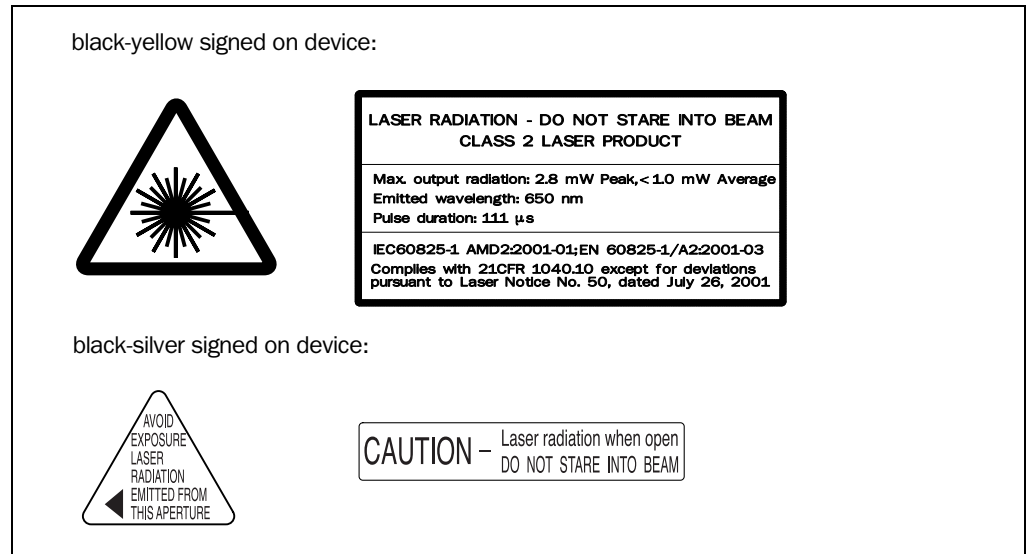 black-yellow signed on device:
LASER RADIATION - DO NOT STARE INTO BEAM
CLASS 2 LASER PRODUCT
Max. output radiation: 2.8 mW Peak,<1.0 mW Average
Emitted wavelength: 650 nm
Pulse duration: 111 µs
IEC60825-1 AMD2:2001-01;EN 60825-1/A2:2001-03
Complies with 21CFR 1040.10 except for deviations
pursuant to Laser Notice No. 50, dated July 26, 2001
black-silver signed on device:
AVOID
EXPOSURE
LASER
RADIATION
EMITTED FROM
THIS APERTURE
CAUTION – Laser radiation when open
DO NOT STARE INTO BEAM